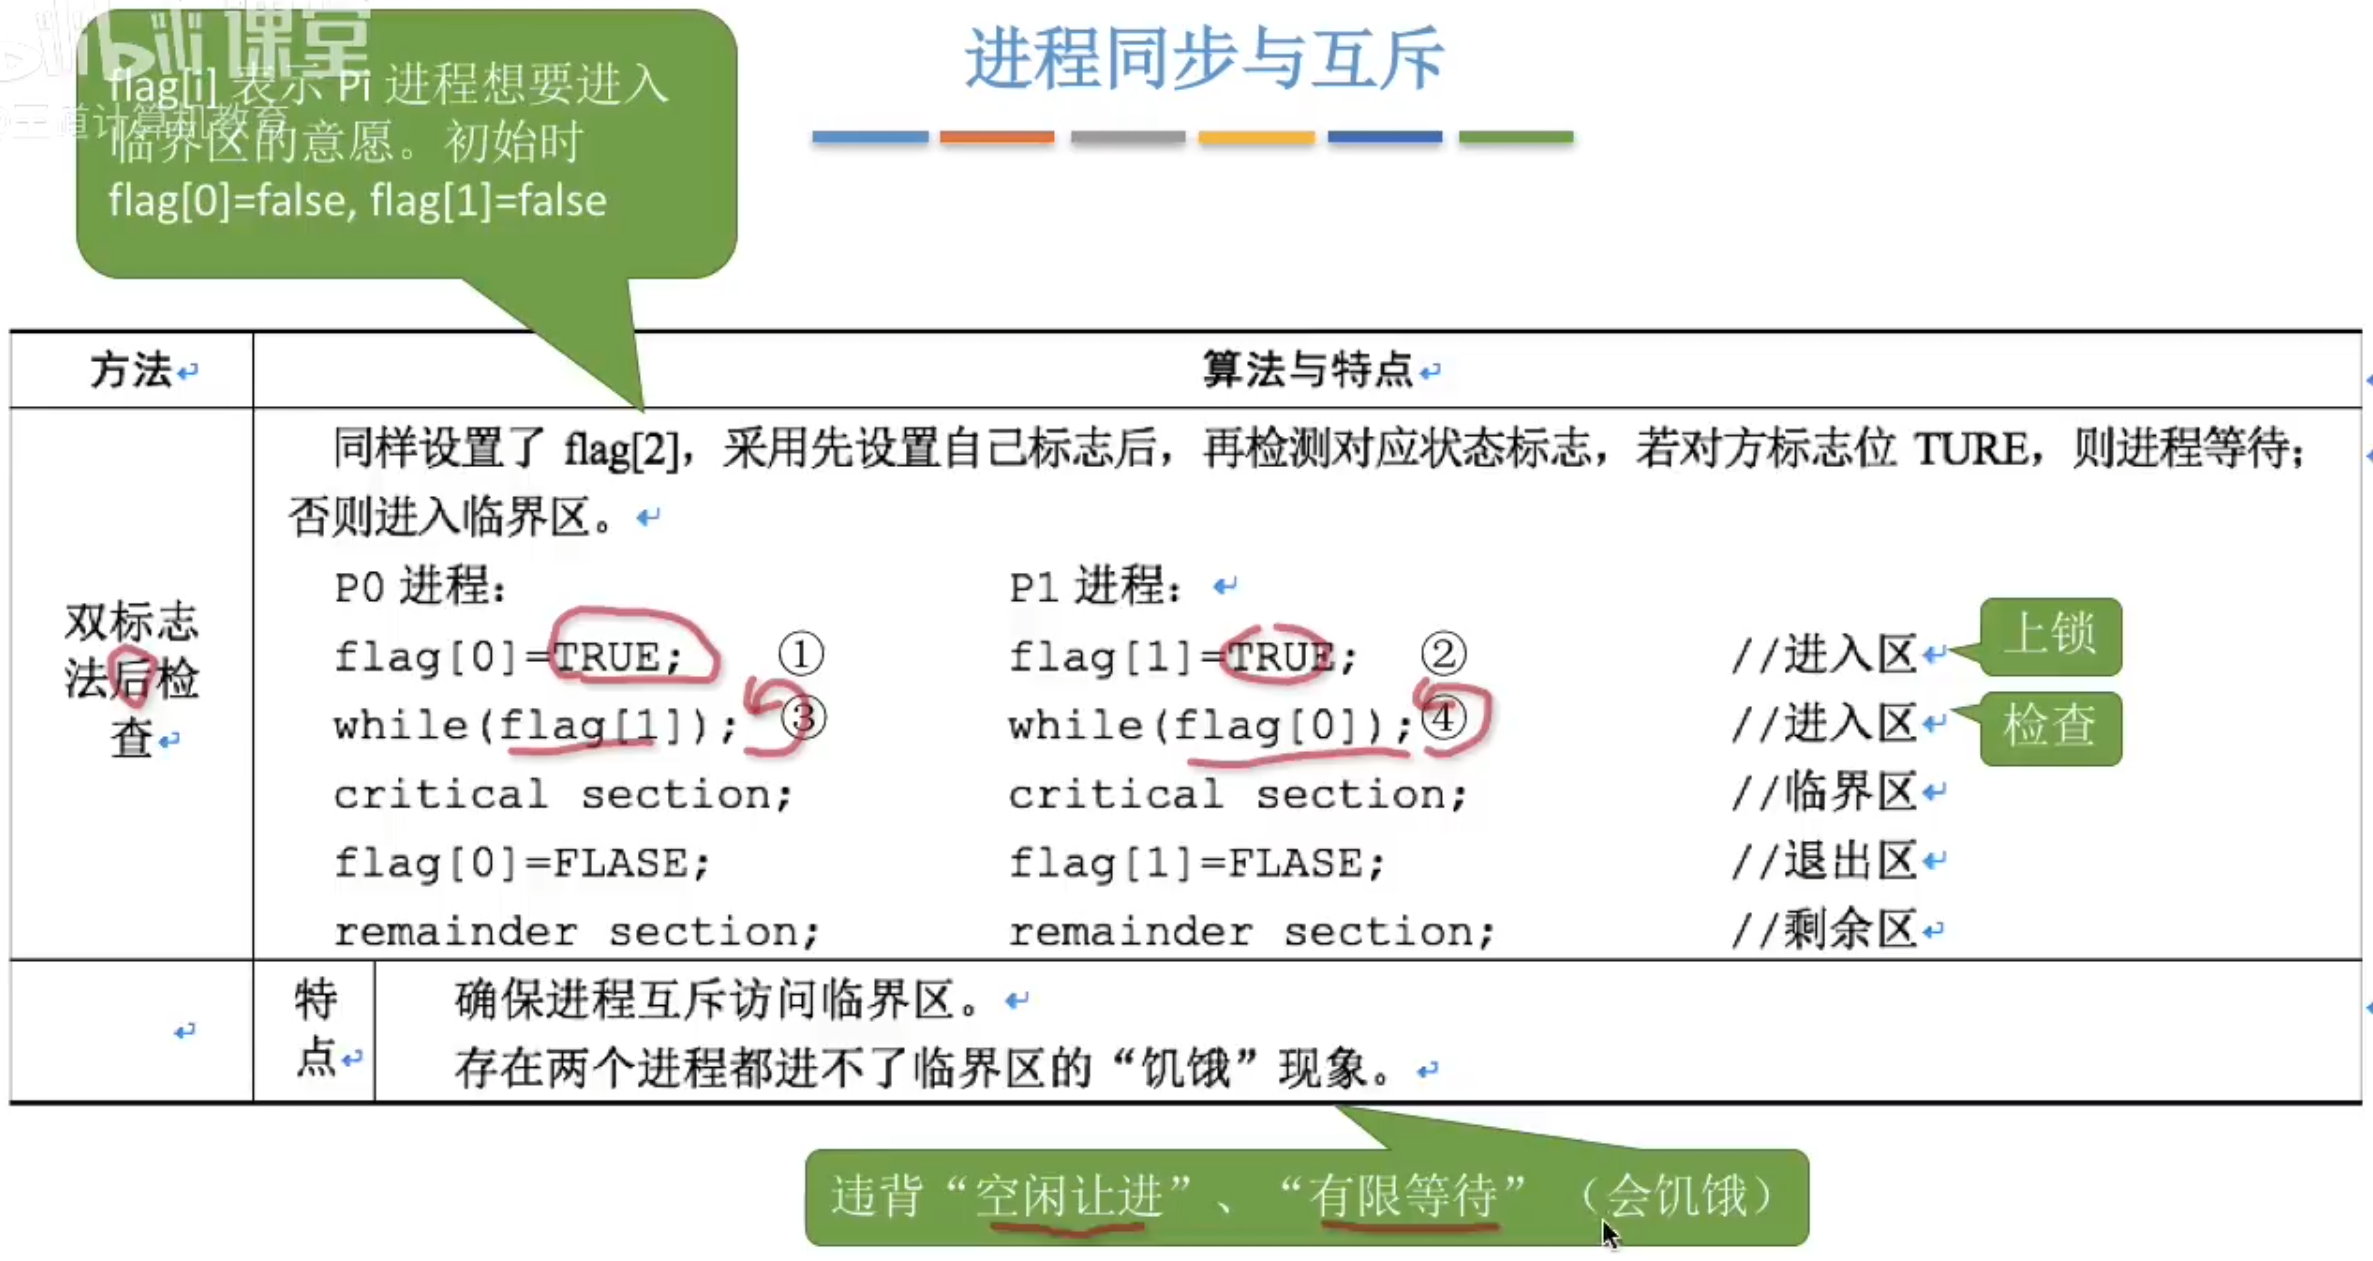 bilibili 课堂
@王道计算机教育
flag[i] 表示 Pi 进程想要进入
临界区的意愿。初始时
flag[0]=false, flag[1]=false
进程同步与互斥
方法 算法与特点
双标志
法后检
查
同样设置了 flag[2]，采用先设置自己标志后，再检测对应状态标志，若对方标志位 TURE，则进程等待；
否则进入临界区。
P0 进程： P1 进程：
flag[0]=TRUE; ① flag[1]=TRUE; ② //进入区 上锁
while(flag[1]); ③ while(flag[0]); ④ //进入区 检查
critical section; critical section; //临界区
flag[0]=FLASE; flag[1]=FLASE; //退出区
remainder section; remainder section; //剩余区
特
点
确保进程互斥访问临界区。
存在两个进程都进不了临界区的“饥饿”现象。
违背“空闲让进”、“有限等待”（会饥饿）